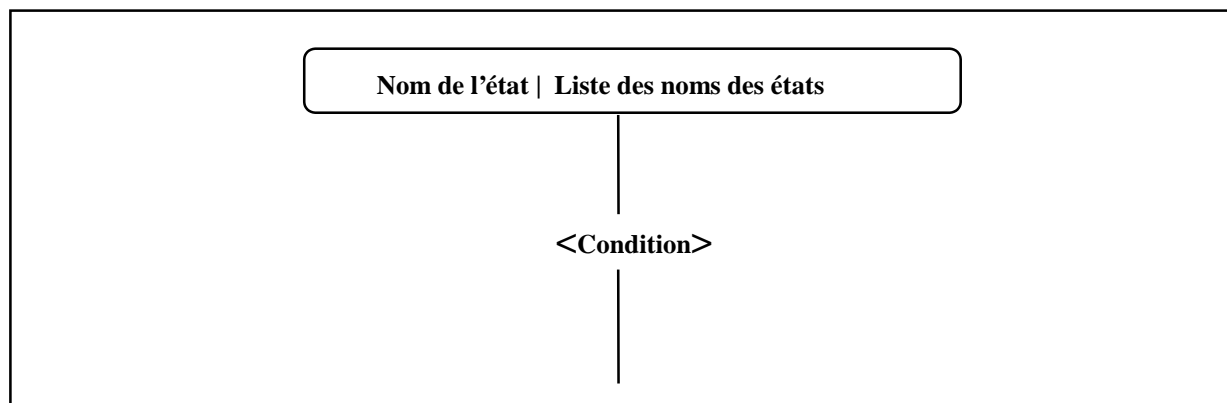 Nom de l’état | Liste des noms des états
<Condition>